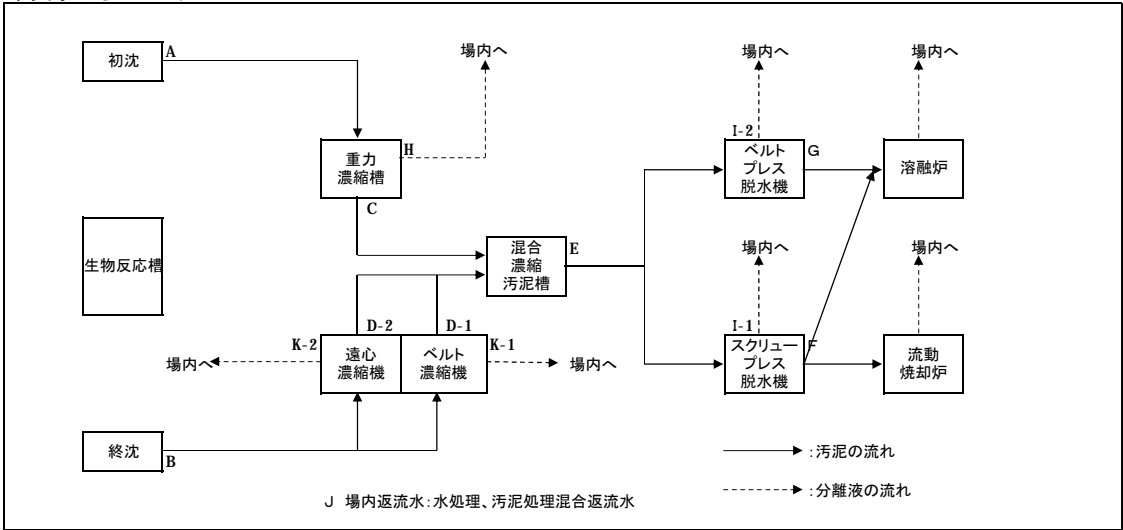 初沈
A
場内へ
場内へ
場内へ
重力
濃縮槽
H
C
I-2
ベルト
プレス
脱水機
G
溶融炉
生物反応槽
混合
濃縮
汚泥槽
E
場内へ
場内へ
D-2
D-1
K-2
遠心
濃縮機
ベルト
濃縮機
K-1
場内へ
場内へ
I-1
スクリュー
プレス
脱水機
F
流動
焼却炉
終沈
B
:汚泥の流れ
:分離液の流れ
J 場内返流水:水処理、汚泥処理混合返流水